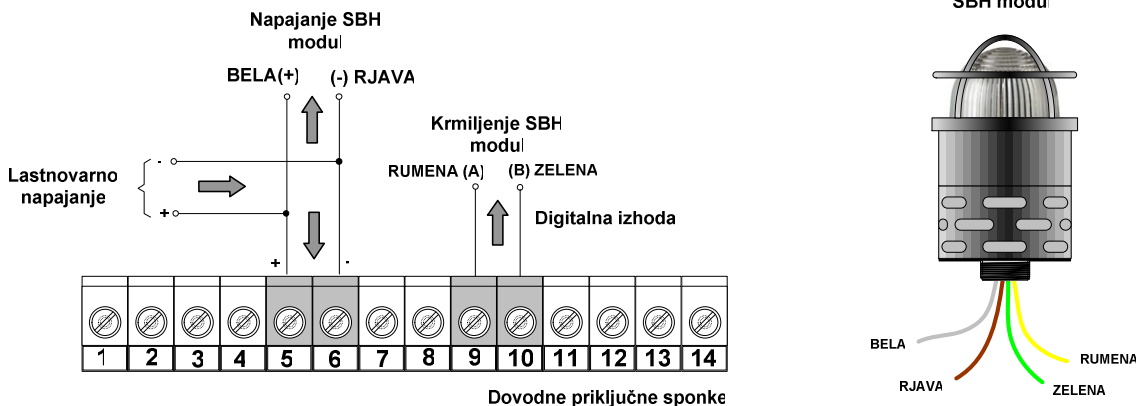 Napajanje SBH
modul
BELA(+)
(-) RJAVA
Krmiljenje SBH
modul
RUMENA (A)
(B) ZELENA
Lastnovarno
napajanje
-
+
Digitalna izhoda
+
-
1 2 3 4 5 6 7 8 9 10 11 12 13 14
Dovodne priključne sponke
SBH modul
BELA
RJAVA
RUMENA
ZELENA